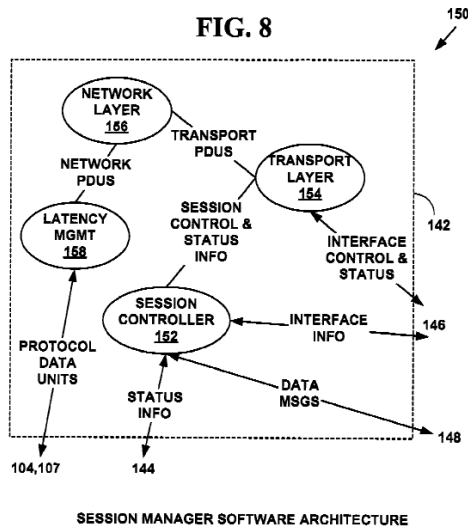 FIG. 8
150
NETWORK
LAYER
156
TRANSPORT
PDUS
NETWORK
PDUS
TRANSPORT
LAYER
154
LATENCY
MGMT
158
SESSION
CONTROL &
STATUS
INFO
142
INTERFACE
CONTROL &
STATUS
SESSION
CONTROLLER
152
146
INTERFACE
INFO
PROTOCOL
DATA
UNITS
STATUS
INFO
DATA
MSGS
148
104,107
144
SESSION MANAGER SOFTWARE ARCHITECTURE